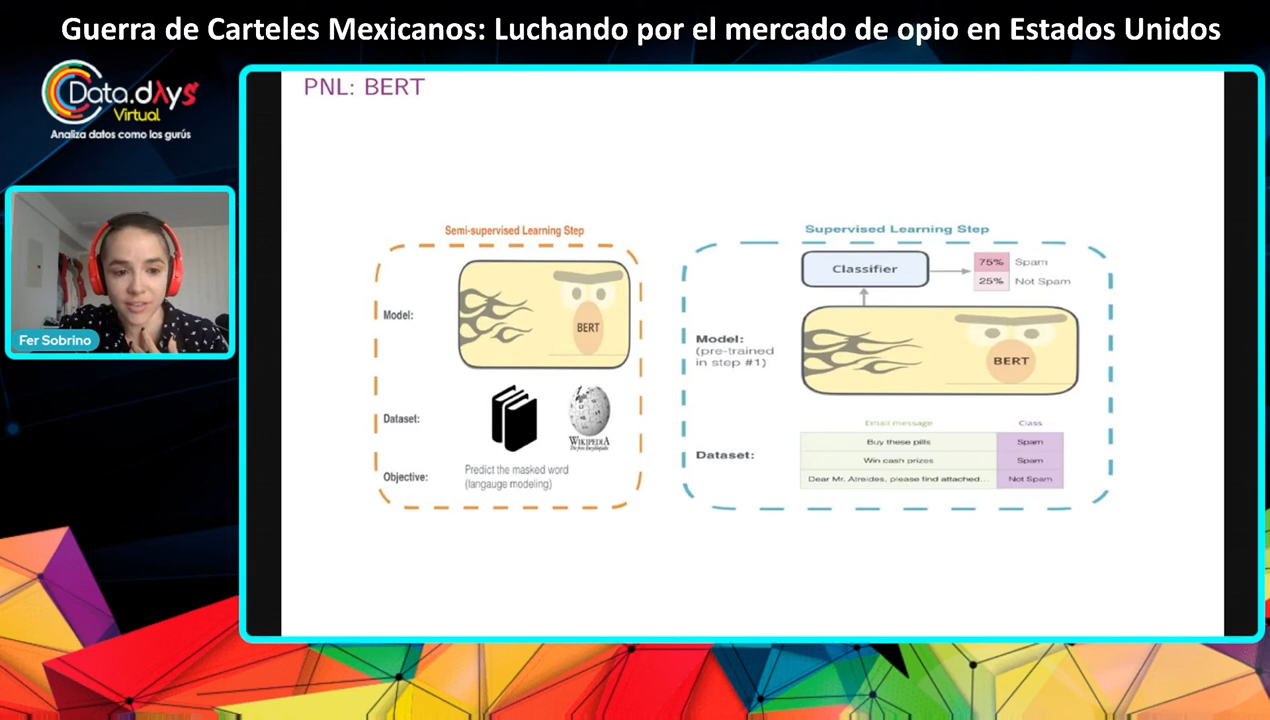 Guerra de Carteles Mexicanos: Luchando por el mercado de opio en Estados Unidos
Data.dλys
Virtual
Analiza datos como los gurús
Fer Sobrino
PNL: BERT
Semi-supervised Learning Step
Model:
BERT
Dataset:
WIKIPEDIA
The Free Encyclopedia
Objective:
Predict the masked word
(langauge modeling)
Supervised Learning Step
Classifier
75% Spam
25% Not Spam
Model:
(pre-trained
in step #1)
BERT
Email message Class
Dataset:
Buy these pills Spam
Win cash prizes Spam
Dear Mr. Atreides, please find attached... Not Spam